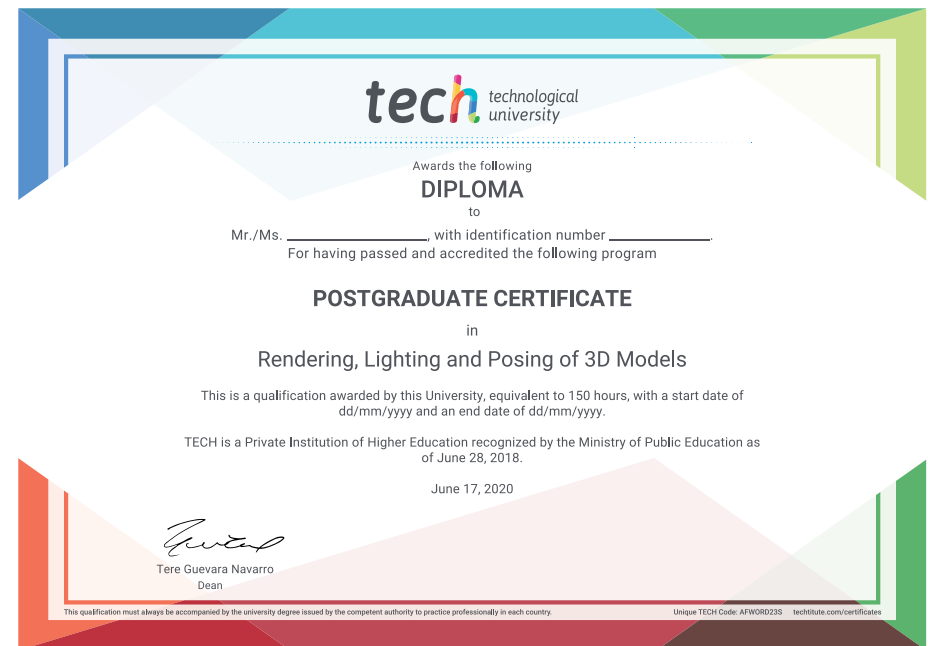 tech technological
university
Awards the following
DIPLOMA
to
Mr./Ms. ________________, with identification number ____________.
For having passed and accredited the following program
POSTGRADUATE CERTIFICATE
in
Rendering, Lighting and Posing of 3D Models
This is a qualification awarded by this University, equivalent to 150 hours, with a start date of
dd/mm/yyyy and an end date of dd/mm/yyyy.
TECH is a Private Institution of Higher Education recognized by the Ministry of Public Education as
of June 28, 2018.
June 17, 2020
Tere Guevara Navarro
Dean
This qualification must always be accompanied by the university degree issued by the competent authority to practice professionally in each country.
Unique TECH Code: AFWORD23S techtitute.com/certificates